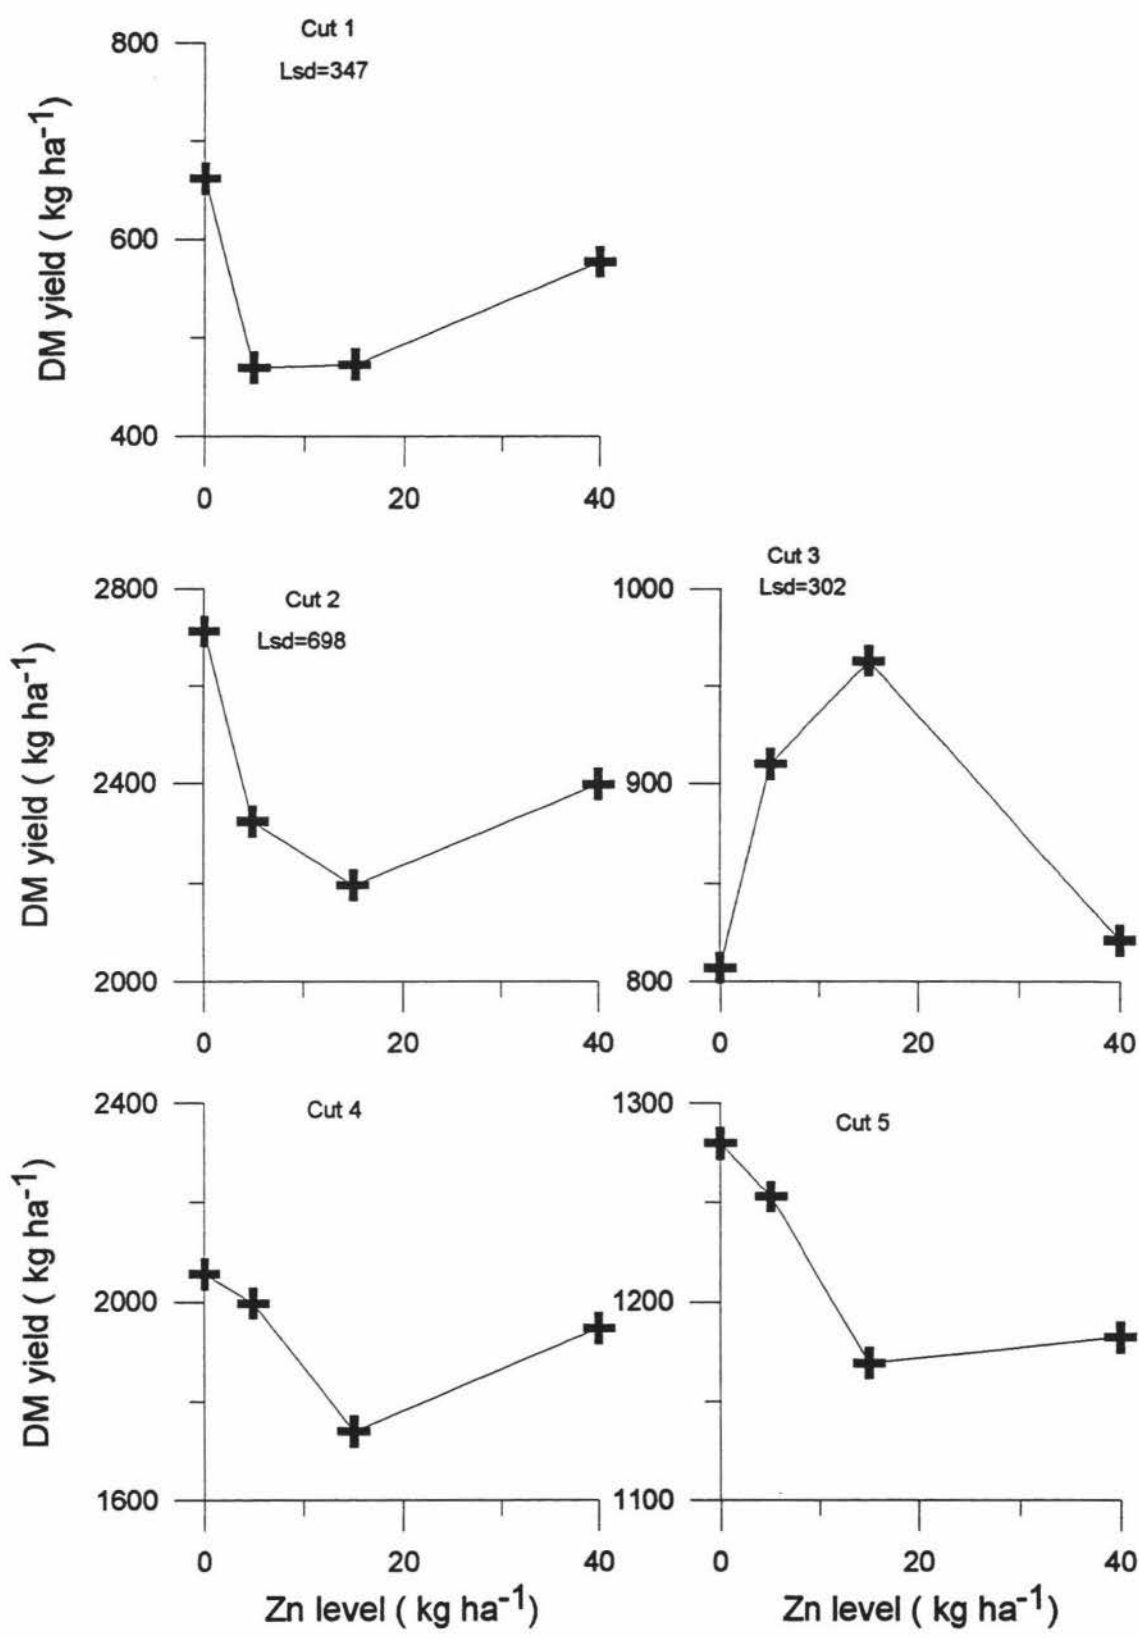 Cut 1
Lsd=347
800
600
400
DM yield ( kg ha-1)
0 20 40
Cut 2
Lsd=698
2800
2400
2000
DM yield ( kg ha-1)
0 20 40
Cut 3
Lsd=302
1000
900
800
0 20 40
Cut 4
2400
2000
1600
DM yield ( kg ha-1)
0 20 40
Zn level ( kg ha-1)
Cut 5
1300
1200
1100
0 20 40
Zn level ( kg ha-1)